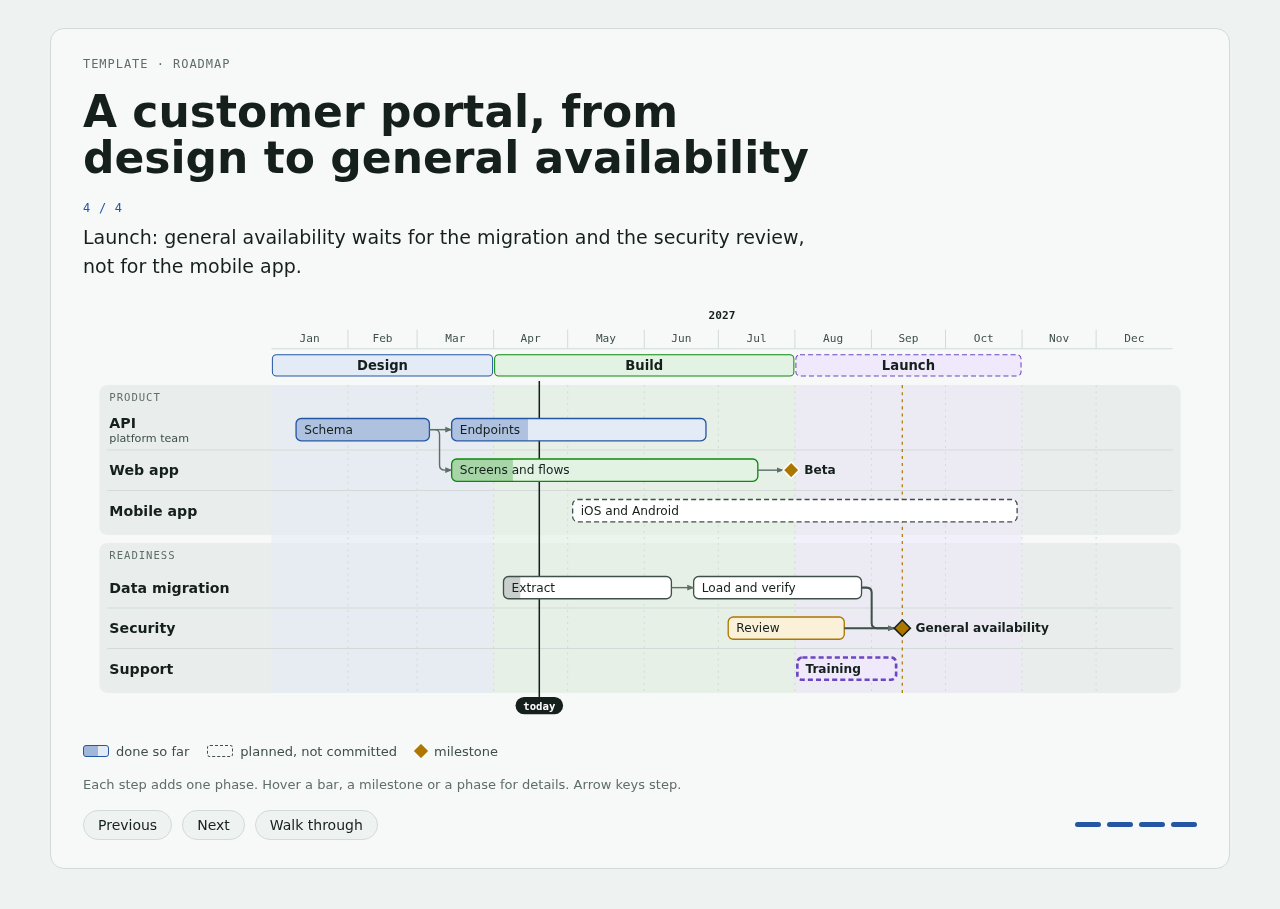 TEMPLATE · ROADMAP
A customer portal, from
design to general availability
4 / 4
Launch: general availability waits for the migration and the security review,
not for the mobile app.
2027
Jan Feb Mar Apr May Jun Jul Aug Sep Oct Nov Dec
Design Build Launch
PRODUCT
API
platform team
Schema Endpoints
Web app Screens and flows Beta
Mobile app iOS and Android
READINESS
Data migration Extract Load and verify
Security Review General availability
Support Training
today
done so far planned, not committed milestone
Each step adds one phase. Hover a bar, a milestone or a phase for details. Arrow keys step.
Previous Next Walk through